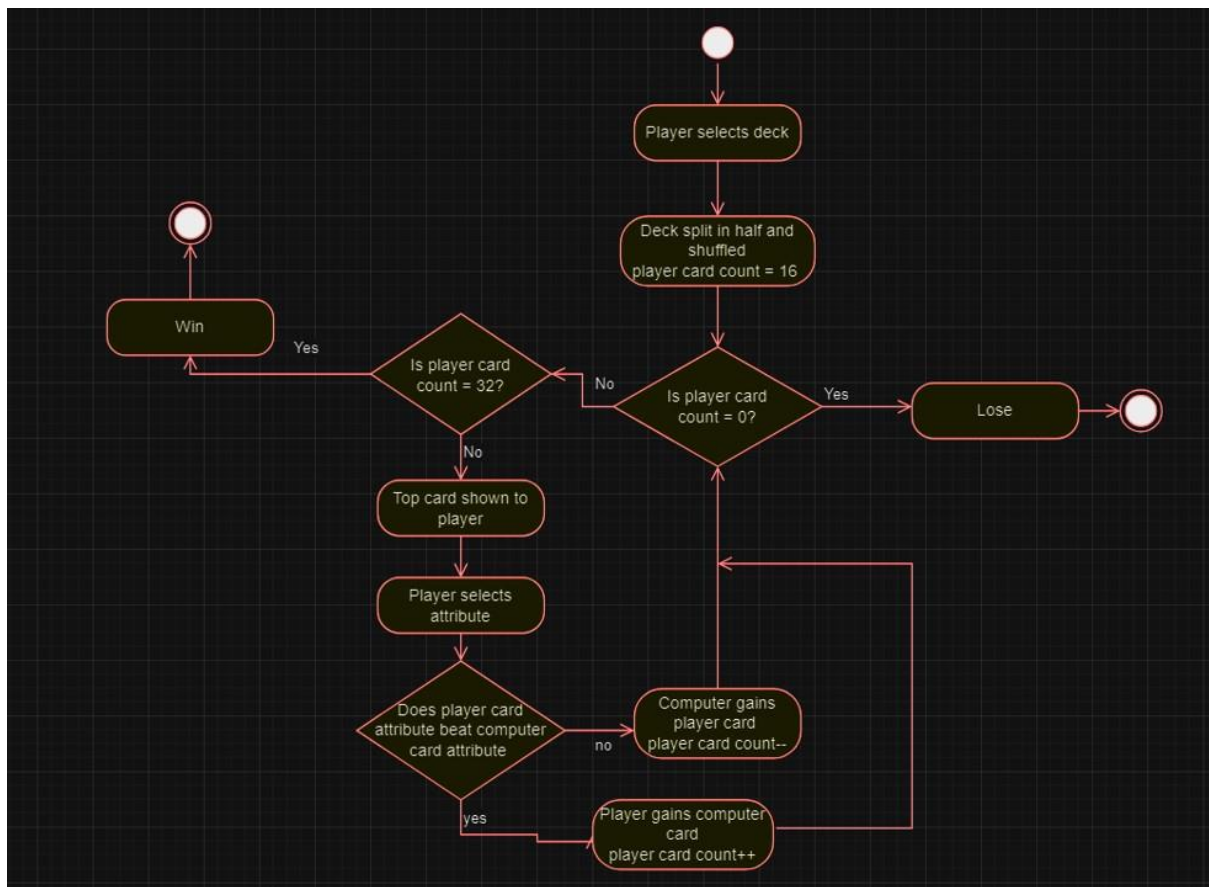 Player selects deck
Deck split in half and
shuffled
player card count = 16
Win
Yes
Is player card
count = 32?
No
Is player card
count = 0?
Yes
Lose
No
Top card shown to
player
Player selects
attribute
Does player card
attribute beat computer
card attribute
no
Computer gains
player card
player card count--
yes
Player gains computer
card
player card count++